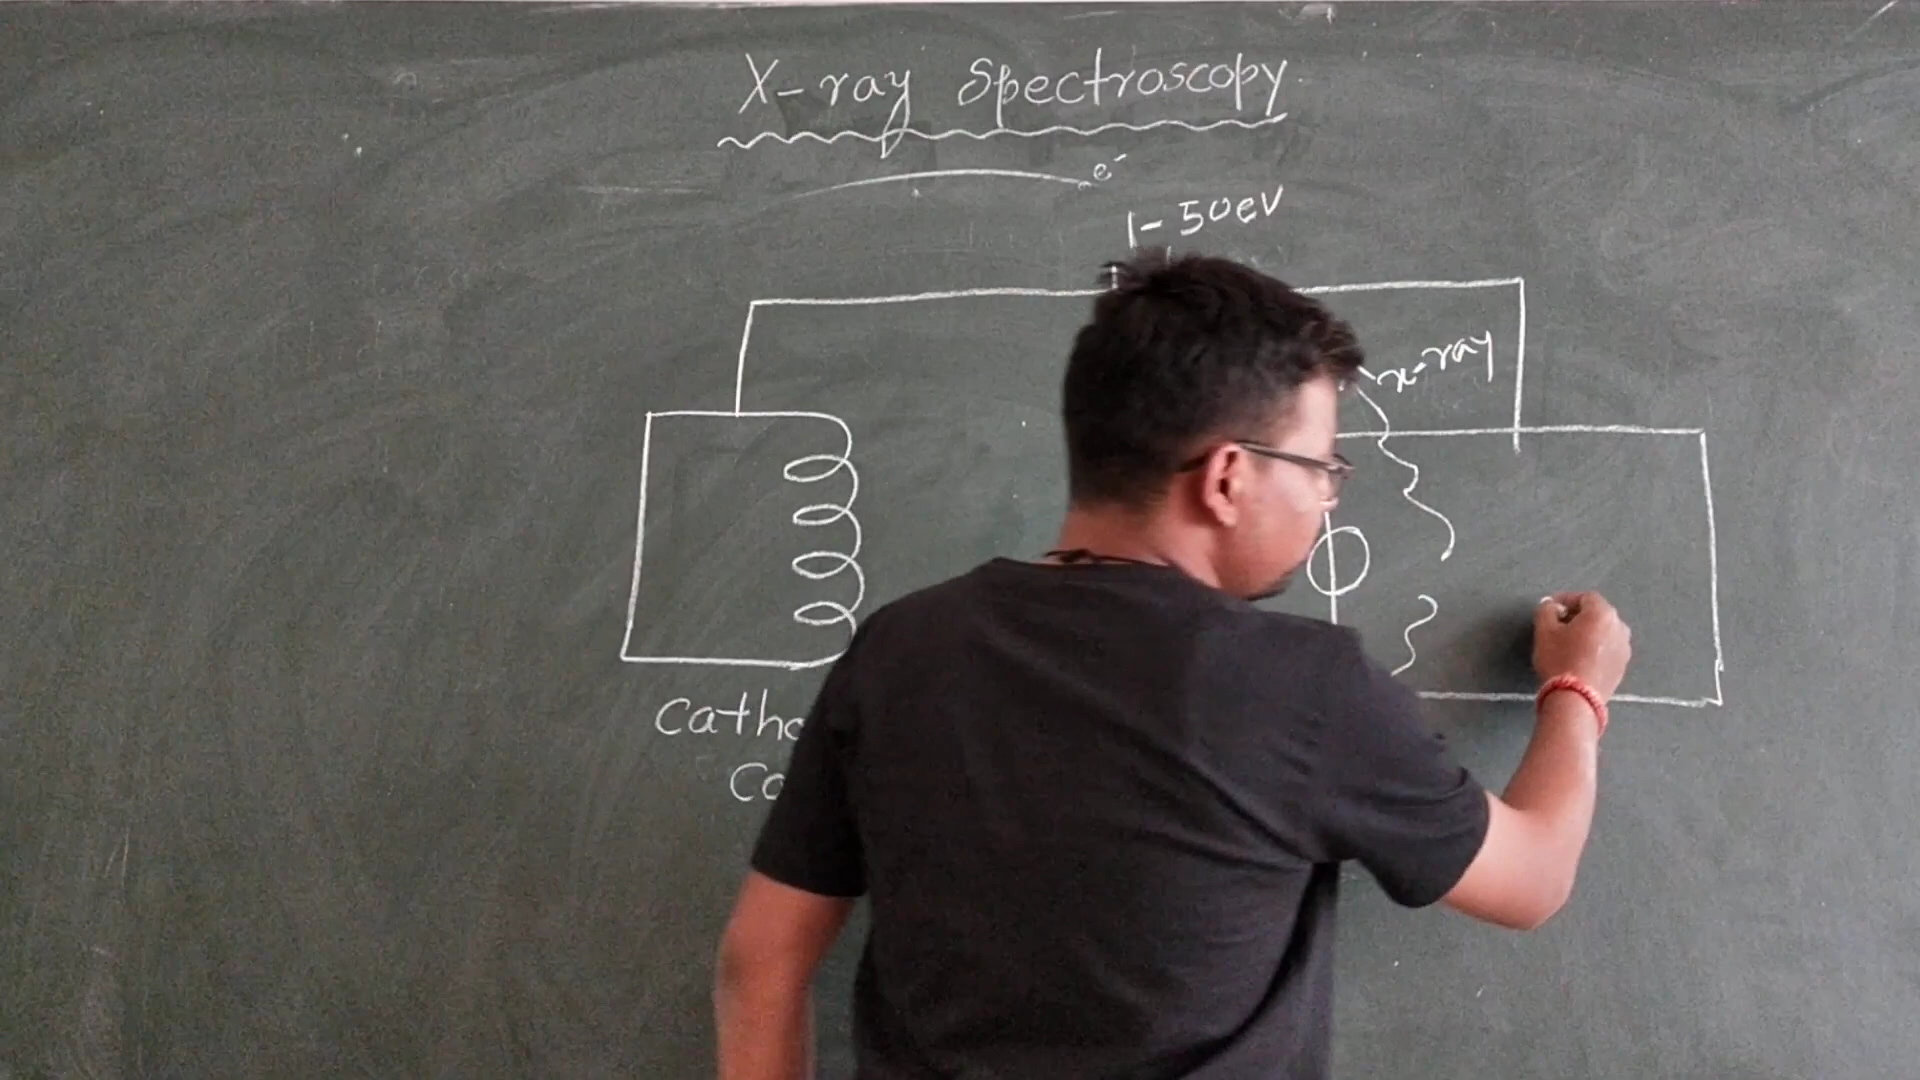 X-ray Spectroscopy
e-
1-50eV
x-ray
Catho
Co